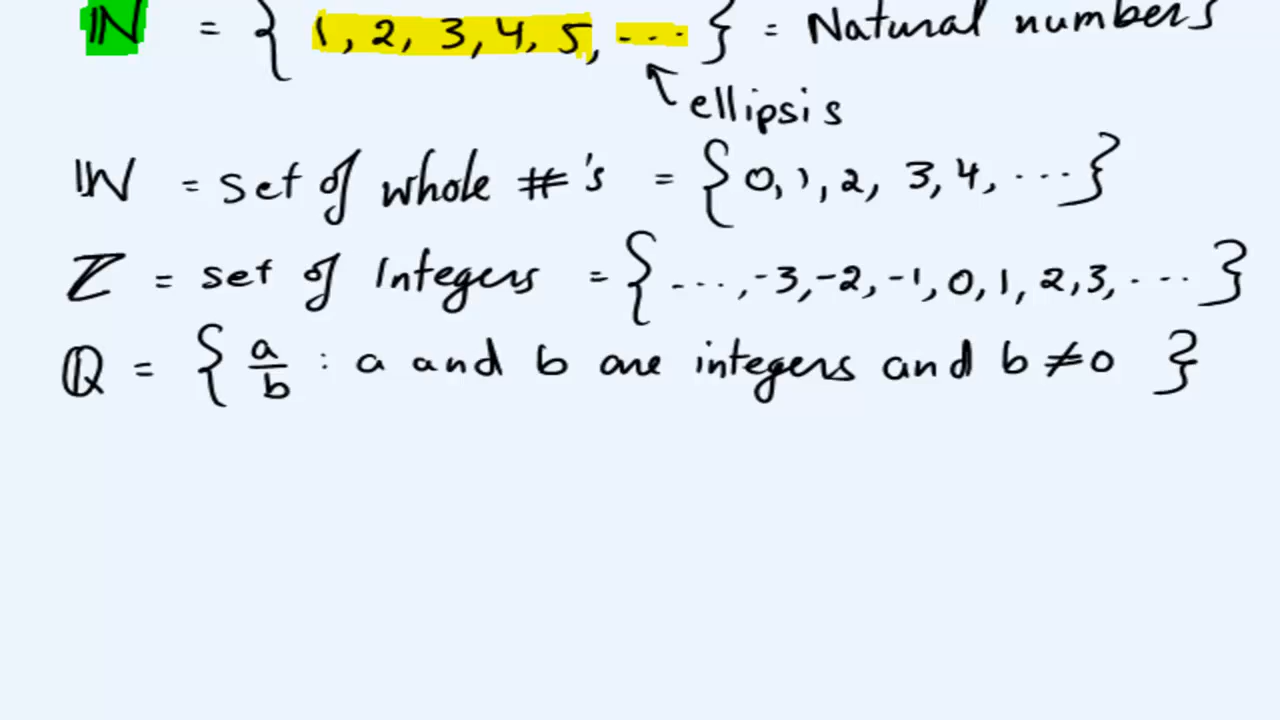 ℕ = { 1, 2, 3, 4, 5, ... } = Natural numbers
ellipsis
𝕎 = set of whole #'s = { 0, 1, 2, 3, 4, ... }
ℤ = set of Integers = { ..., -3, -2, -1, 0, 1, 2, 3, ... }
ℚ = { a/b : a and b are integers and b ≠ 0 }